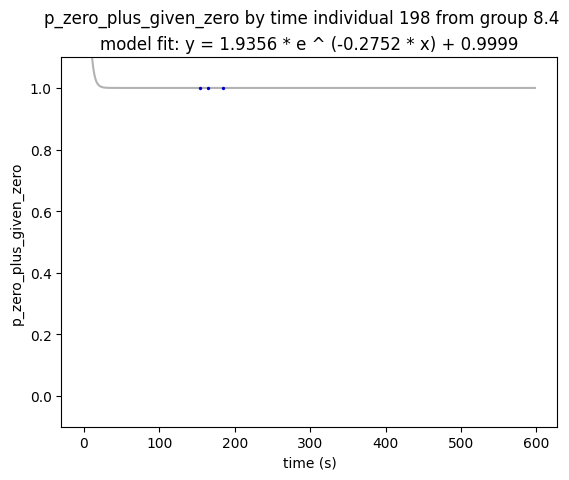 p_zero_plus_given_zero by time individual 198 from group 8.4
model fit: y = 1.9356 * e ^ (-0.2752 * x) + 0.9999
1.0
0.8
0.6
0.4
0.2
0.0
p_zero_plus_given_zero
0 100 200 300 400 500 600
time (s)